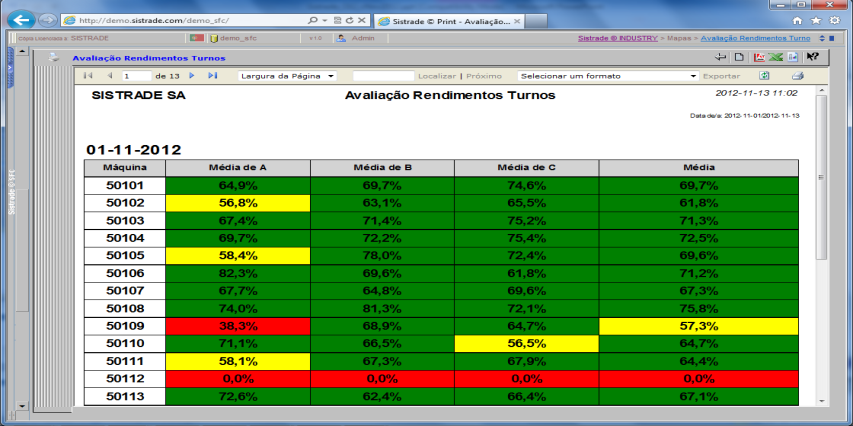 http://demo.sistrade.com/demo_sfc/
Sistrade © Print - Avaliação...
SISTRADE
demo_sfc
v10
Admin
Sistrade © INDUSTRY > Mapas > Avaliação Rendimentos Turno
Avaliação Rendimentos Turnos
1 de 13 Largura da Página Localizar | Próximo Selecionar um formato Exportar
SISTRADE SA Avaliação Rendimentos Turnos 2012-11-13 11:02
Data de/a: 2012-11-01/2012-11-13
01-11-2012
Máquina Média de A Média de B Média de C Média
50101 64,9% 69,7% 74,6% 69,7%
50102 56,8% 63,1% 65,5% 61,8%
50103 67,4% 71,4% 75,2% 71,3%
50104 69,7% 72,2% 75,4% 72,5%
50105 58,4% 78,0% 72,4% 69,6%
50106 82,3% 69,6% 61,8% 71,2%
50107 67,7% 64,8% 69,6% 67,3%
50108 74,0% 81,3% 72,1% 75,8%
50109 38,3% 68,9% 64,7% 57,3%
50110 71,1% 66,5% 56,5% 64,7%
50111 58,1% 67,3% 67,9% 64,4%
50112 0,0% 0,0% 0,0% 0,0%
50113 72,6% 62,4% 66,4% 67,1%